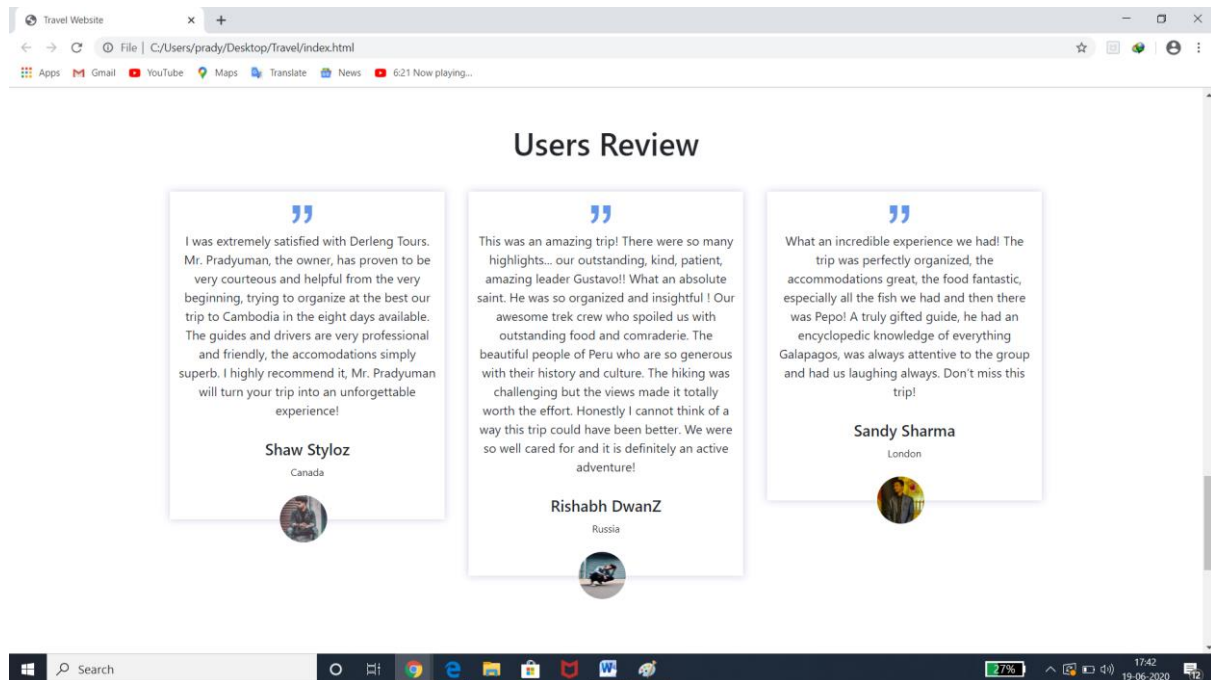 Travel Website
File | C:/Users/prady/Desktop/Travel/index.html
Apps Gmail YouTube Maps Translate News 6:21 Now playing...
Users Review
I was extremely satisfied with Derleng Tours.
Mr. Pradyuman, the owner, has proven to be
very courteous and helpful from the very
beginning, trying to organize at the best our
trip to Cambodia in the eight days available.
The guides and drivers are very professional
and friendly, the accomodations simply
superb. I highly recommend it, Mr. Pradyuman
will turn your trip into an unforgettable
experience!
Shaw Styloz
Canada
This was an amazing trip! There were so many
highlights... our outstanding, kind, patient,
amazing leader Gustavo!! What an absolute
saint. He was so organized and insightful ! Our
awesome trek crew who spoiled us with
outstanding food and comraderie. The
beautiful people of Peru who are so generous
with their history and culture. The hiking was
challenging but the views made it totally
worth the effort. Honestly I cannot think of a
way this trip could have been better. We were
so well cared for and it is definitely an active
adventure!
Rishabh DwanZ
Russia
What an incredible experience we had! The
trip was perfectly organized, the
accommodations great, the food fantastic,
especially all the fish we had and then there
was Pepo! A truly gifted guide, he had an
encyclopedic knowledge of everything
Galapagos, was always attentive to the group
and had us laughing always. Don't miss this
trip!
Sandy Sharma
London
Search
27%
17:42
19-06-2020
12